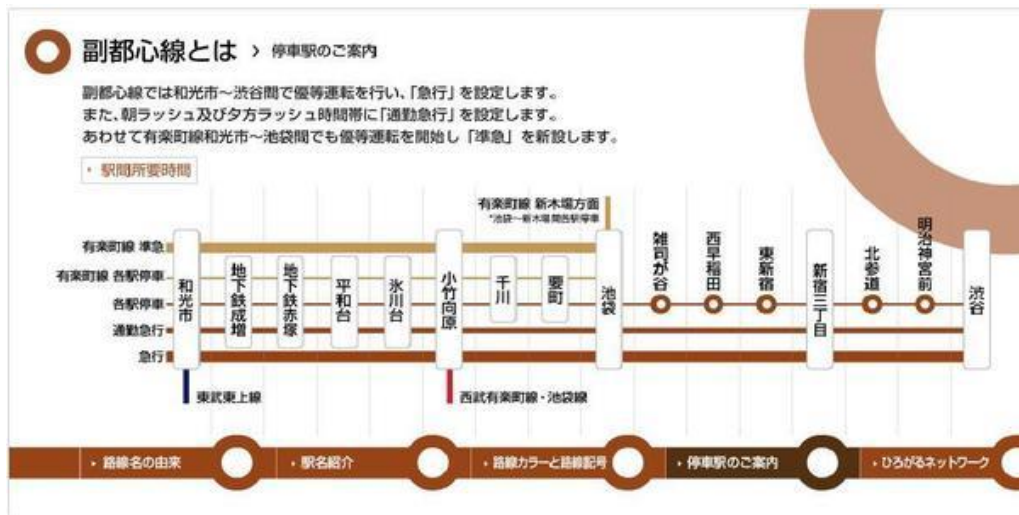 副都心線とは > 停車駅のご案内
副都心線では和光市～渋谷間で優等運転を行い、「急行」を設定します。
また、朝ラッシュ及び夕方ラッシュ時間帯に「通勤急行」を設定します。
あわせて有楽町線和光市～池袋間でも優等運転を開始し「準急」を新設します。
駅間所要時間
有楽町線 新木場方面
*池袋～新木場間各駅停車
有楽町線 準急
有楽町線 各駅停車
各駅停車
通勤急行
急行
和光市
地下鉄成増
地下鉄赤塚
平和台
氷川台
小竹向原
千川
要町
池袋
雑司が谷
西早稲田
東新宿
新宿三丁目
北参道
明治神宮前
渋谷
東武東上線
西武有楽町線・池袋線
路線名の由来
駅名紹介
路線カラーと路線記号
停車駅のご案内
ひろがるネットワーク